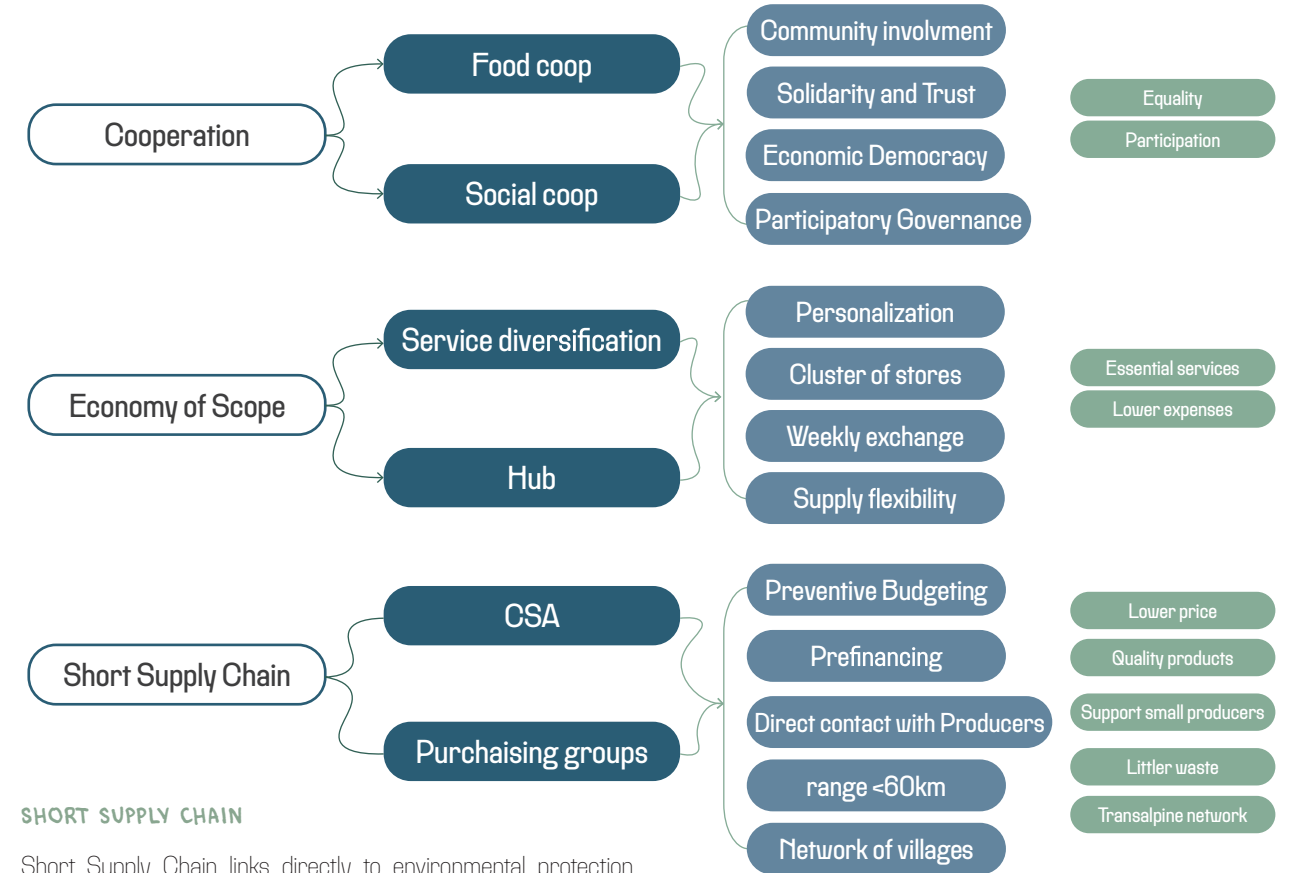 Cooperation
Food coop
Social coop
Community involvment
Solidarity and Trust
Economic Democracy
Participatory Governance
Equality
Participation
Economy of Scope
Service diversification
Hub
Personalization
Cluster of stores
Weekly exchange
Supply flexibility
Essential services
Lower expenses
Short Supply Chain
CSA
Purchaising groups
Preventive Budgeting
Prefinancing
Direct contact with Producers
range <60km
Network of villages
Lower price
Quality products
Support small producers
Littler waste
Transalpine network
SHORT SUPPLY CHAIN
Short Supply Chain links directly to environmental protection